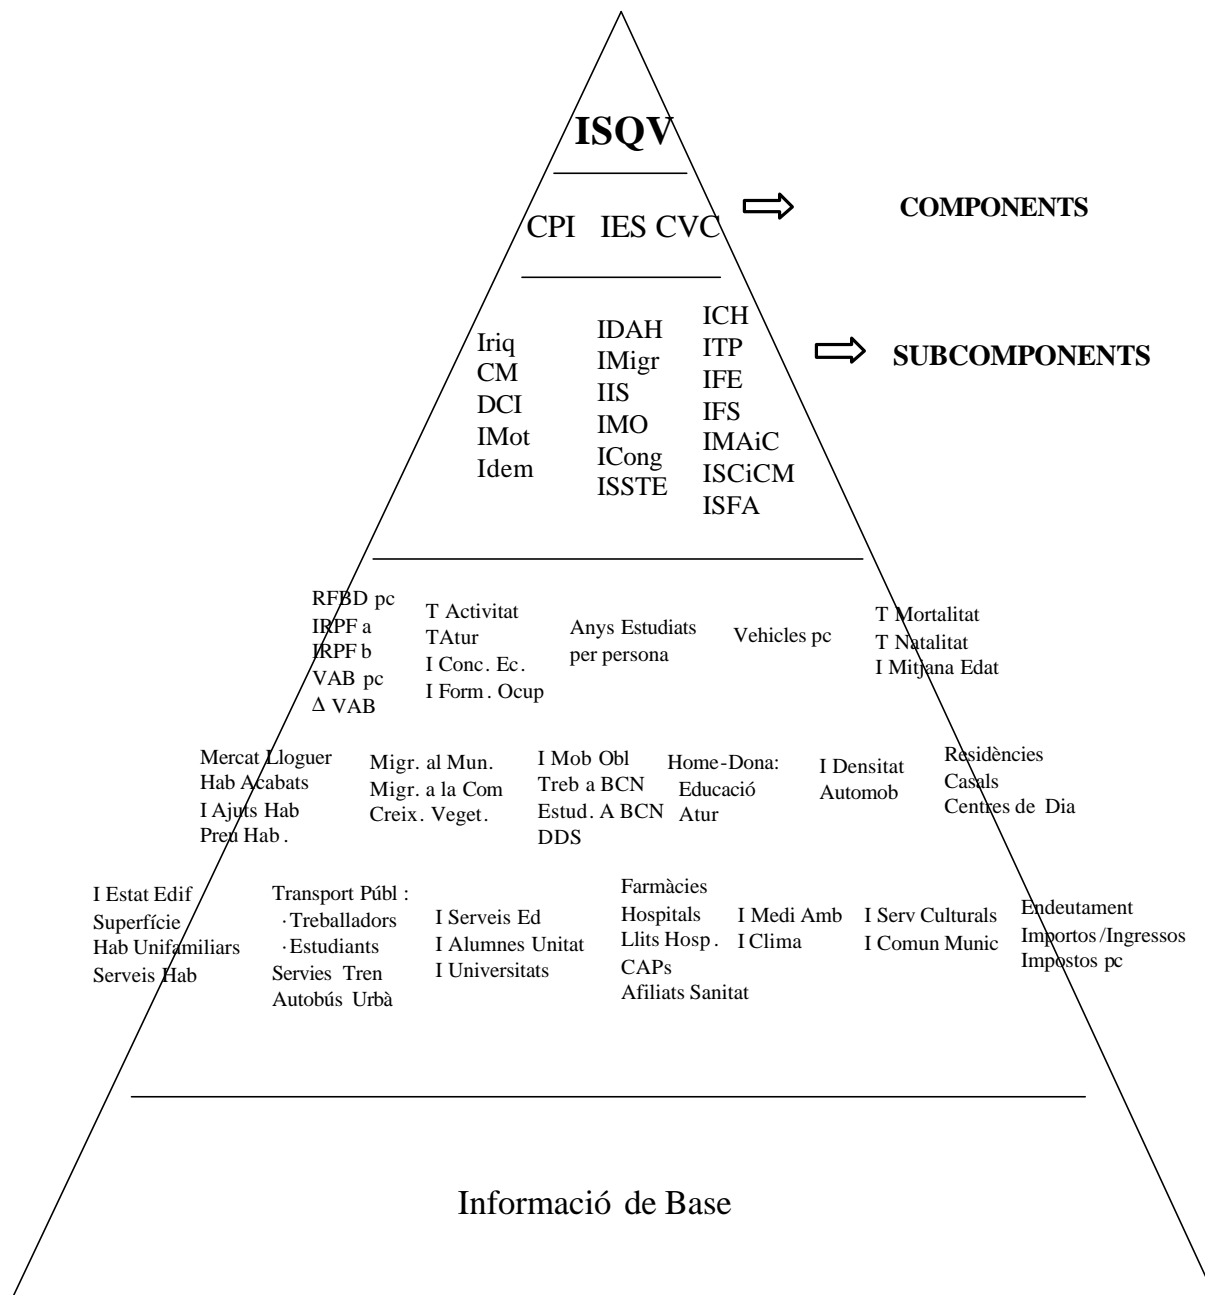 ISQV
CPI IES CVC
COMPONENTS
Iriq
CM
DCI
IMot
Idem
IDAH
IMigr
IIS
IMO
ICong
ISSTE
ICH
ITP
IFE
IFS
IMAiC
ISCiCM
ISFA
SUBCOMPONENTS
RFBD pc
IRPF a
IRPF b
VAB pc
Δ VAB
T Activitat
TAtur
I Conc. Ec.
I Form. Ocup
Anys Estudiats
per persona
Vehicles pc
T Mortalitat
T Natalitat
I Mitjana Edat
Mercat Lloguer
Hab Acabats
I Ajuts Hab
Preu Hab.
Migr. al Mun.
Migr. a la Com
Creix. Veget.
I Mob Obl
Treb a BCN
Estud. A BCN
DDS
Home-Dona:
Educació
Atur
I Densitat
Automob
Residències
Casals
Centres de Dia
I Estat Edif
Superfície
Hab Unifamiliars
Serveis Hab
Transport Públ :
·Treballadors
·Estudiants
Servies Tren
Autobús Urbà
I Serveis Ed
I Alumnes Unitat
I Universitats
Farmàcies
Hospitals
Llits Hosp.
CAPs
Afiliats Sanitat
I Medi Amb
I Clima
I Serv Culturals
I Comun Munic
Endeutament
Importos/Ingressos
Impostos pc
Informació de Base